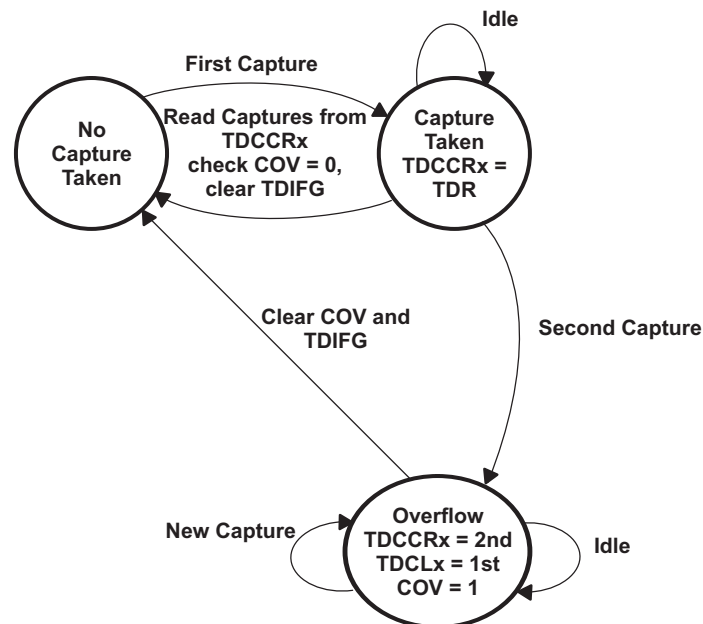 Idle
First Capture
No
Capture
Taken
Read Captures from
TDCCRx
check COV = 0,
clear TDIFG
Capture
Taken
TDCCRx =
TDR
Clear COV and
TDIFG
Second Capture
New Capture
Overflow
TDCCRx = 2nd
TDCLx = 1st
COV = 1
Idle